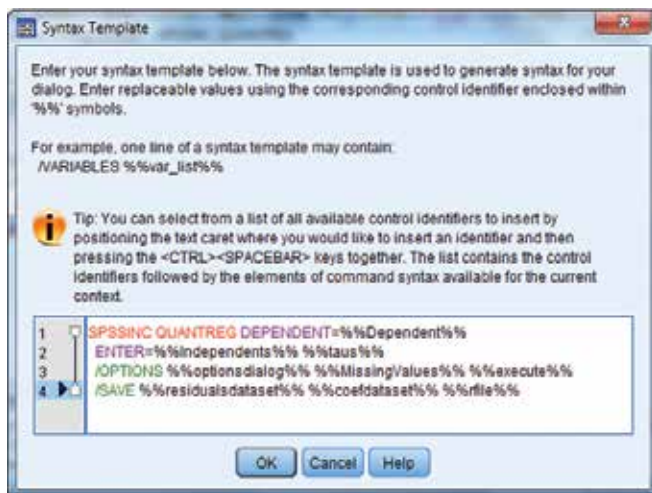 Syntax Template
Enter your syntax template below. The syntax template is used to generate syntax for your
dialog. Enter replaceable values using the corresponding control identifier enclosed within
'%%' symbols.
For example, one line of a syntax template may contain:
/VARIABLES %%var_list%%
Tip: You can select from a list of all available control identifiers to insert by
positioning the text caret where you would like to insert an identifier and then
pressing the <CTRL><SPACEBAR> keys together. The list contains the control
identifiers followed by the elements of command syntax available for the current
context.
1 SPSSINC QUANTREG DEPENDENT=%%Dependent%%
2 ENTER=%%Independents%% %%taus%%
3 /OPTIONS %%optionsdialog%% %%MissingValues%% %%execute%%
4 /SAVE %%residualsdataset%% %%coefdataset%% %%rfile%%
OK Cancel Help